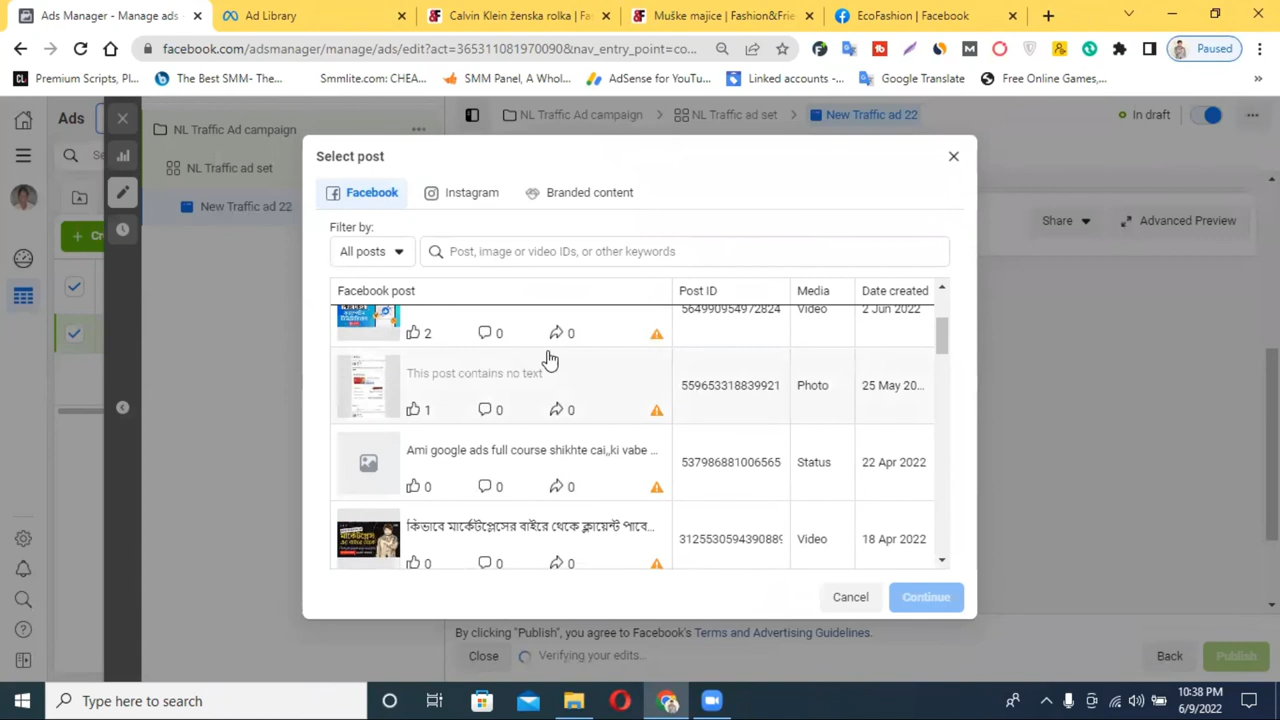 Ads Manager - Manage ads -
Ad Library
Calvin Klein ženska rolka | Fashi
Muške majice | Fashion&Frie
EcoFashion | Facebook
facebook.com/adsmanager/manage/ads/edit?act=365311081970090&nav_entry_point=co...
Paused
Premium Scripts, Pl...
The Best SMM- The...
Smmlite.com: CHEA...
SMM Panel, A Whol...
AdSense for YouTu...
Linked accounts -...
Google Translate
Free Online Games,...
Ads
NL Traffic Ad campaign
NL Traffic Ad campaign
NL Traffic ad set
New Traffic ad 22
In draft
NL Traffic ad set
New Traffic ad 22
Share
Advanced Preview
Select post
Facebook
Instagram
Branded content
Filter by:
All posts
Post, image or video IDs, or other keywords
Facebook post
Post ID
Media
Date created
564990954972824
Video
2 Jun 2022
2
0
0
This post contains no text
559653318839921
Photo
25 May 20...
1
0
0
Ami google ads full course shikhte cai,,ki vabe ...
537986881006565
Status
22 Apr 2022
0
0
0
কিভাবে মার্কেটপ্লেসের বাইরে থেকে ক্লায়েন্ট পাবে...
3125530594390889
Video
18 Apr 2022
0
0
0
Cancel
Continue
By clicking "Publish", you agree to Facebook's Terms and Advertising Guidelines.
Close
Verifying your edits...
Back
Publish
Type here to search
10:38 PM
6/9/2022